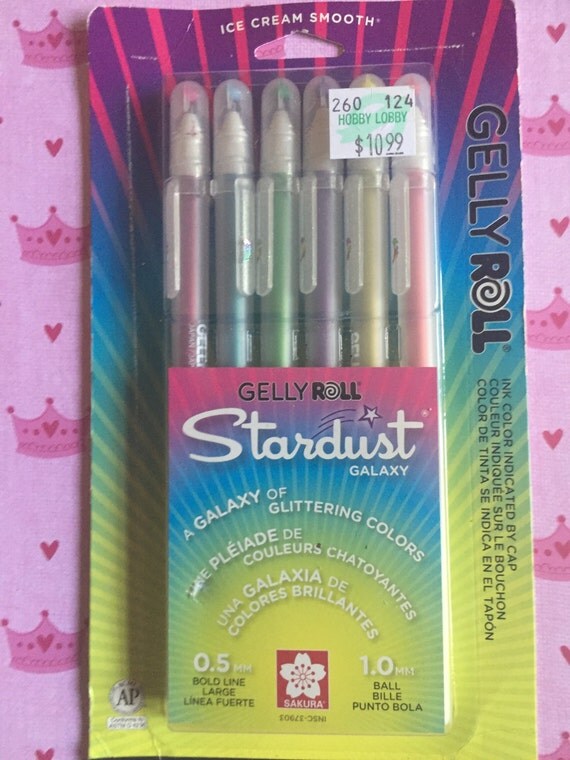 ICE CREAM SMOOTH®
260 124
HOBBY LOBBY
$10.99
GELLY ROLL®
INK COLOR INDICATED BY CAP
COULEUR INDIQUÉE SUR LE BOUCHON
COLOR DE TINTA SE INDICA EN EL TAPÓN
GELLY ROLL®
Stardust®
GALAXY
A GALAXY OF
GLITTERING COLORS
UNE PLÉIADE DE
COULEURS CHATOYANTES
UNA GALAXIA DE
COLORES BRILLANTES
0.5 MM
BOLD LINE
LARGE
LÍNEA FUERTE
SAKURA®
1.0 MM
BALL
BILLE
PUNTO BOLA
INSC-37903
AP